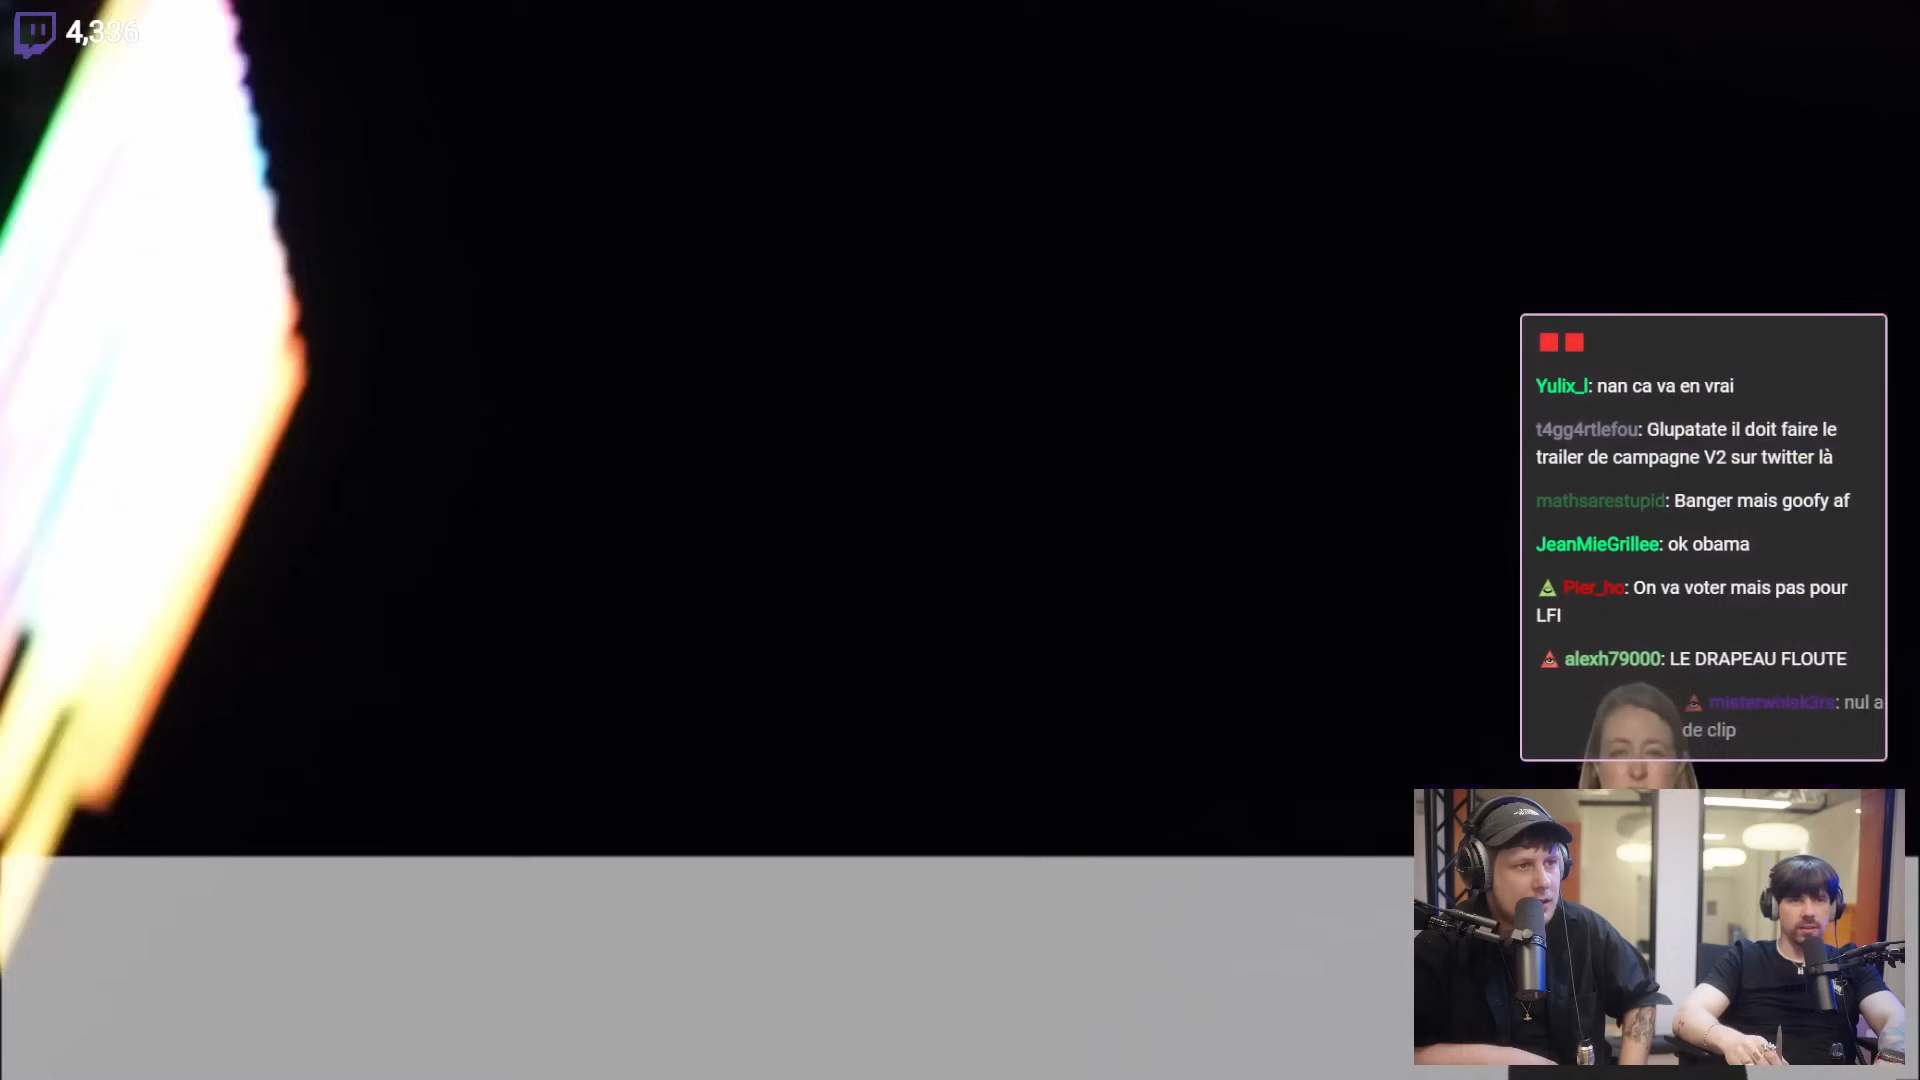 4,336
Yulix_l: nan ca va en vrai
t4gg4rtlefou: Glupatate il doit faire le
trailer de campagne V2 sur twitter là
mathsarestupid: Banger mais goofy af
JeanMieGrillee: ok obama
Pier_ho: On va voter mais pas pour
LFI
alexh79000: LE DRAPEAU FLOUTE
misterwhisk3rs: nul a
de clip